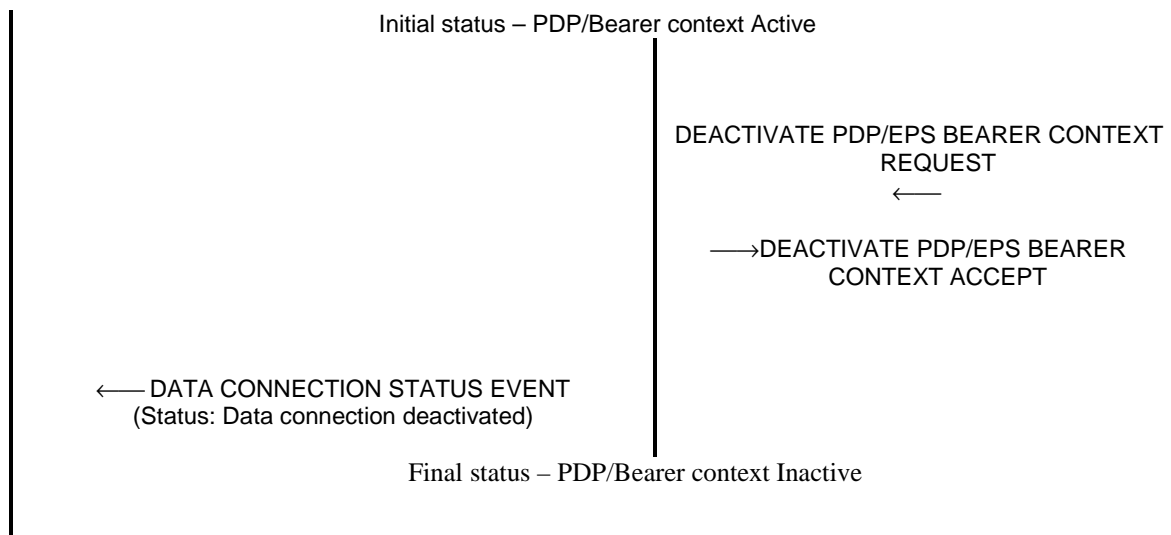 Initial status – PDP/Bearer context Active
DEACTIVATE PDP/EPS BEARER CONTEXT
REQUEST
←
→DEACTIVATE PDP/EPS BEARER
CONTEXT ACCEPT
← DATA CONNECTION STATUS EVENT
(Status: Data connection deactivated)
Final status – PDP/Bearer context Inactive